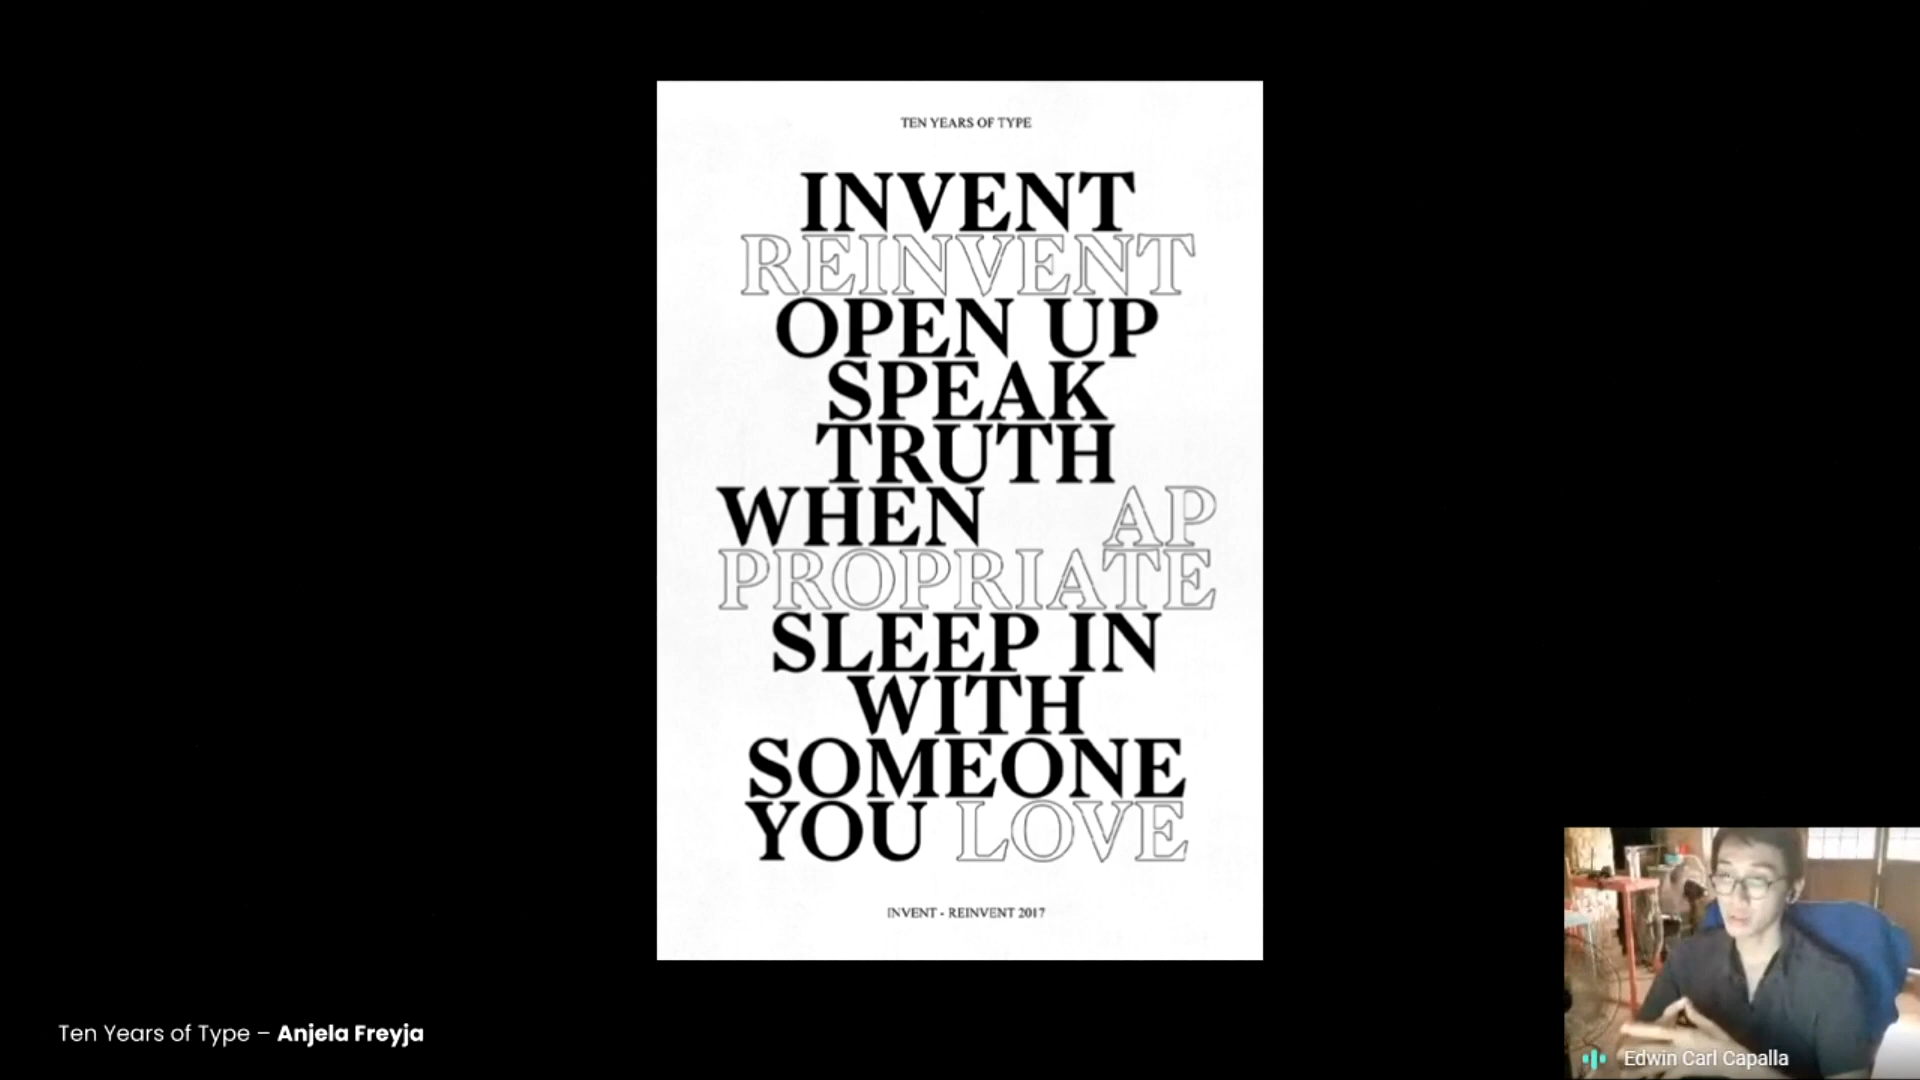 TEN YEARS OF TYPE
INVENT
REINVENT
OPEN UP
SPEAK
TRUTH
WHEN AP
PROPRIATE
SLEEP IN
WITH
SOMEONE
YOU LOVE
INVENT - REINVENT 2017
Ten Years of Type – Anjela Freyja
Edwin Carl Capalla